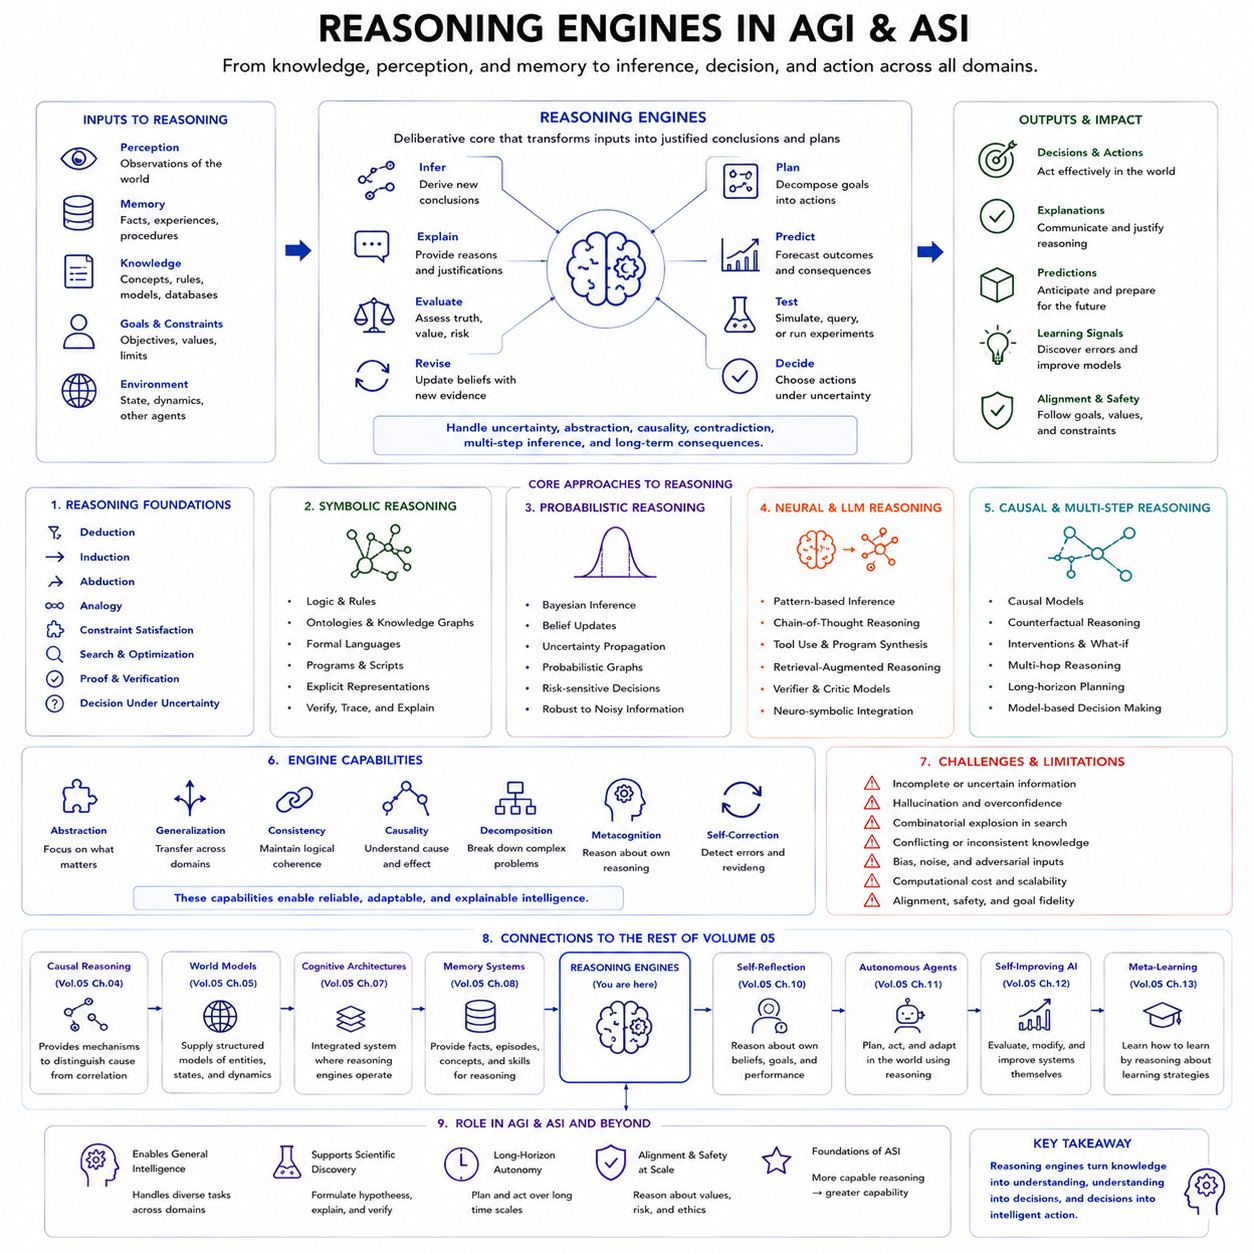 REASONING ENGINES IN AGI & ASI
From knowledge, perception, and memory to inference, decision, and action across all domains.
INPUTS TO REASONING
Perception
Observations of the
world
Memory
Facts, experiences,
procedures
Knowledge
Concepts, rules,
models, databases
Goals & Constraints
Objectives, values,
limits
Environment
State, dynamics,
other agents
REASONING ENGINES
Deliberative core that transforms inputs into justified conclusions and plans
Infer
Derive new
conclusions
Explain
Provide reasons
and justifications
Evaluate
Assess truth,
value, risk
Revise
Update beliefs with
new evidence
Plan
Decompose goals
into actions
Predict
Forecast outcomes
and consequences
Test
Simulate, query,
or run experiments
Decide
Choose actions
under uncertainty
Handle uncertainty, abstraction, causality, contradiction,
multi-step inference, and long-term consequences.
OUTPUTS & IMPACT
Decisions & Actions
Act effectively in the world
Explanations
Communicate and justify
reasoning
Predictions
Anticipate and prepare
for the future
Learning Signals
Discover errors and
improve models
Alignment & Safety
Follow goals, values,
and constraints
CORE APPROACHES TO REASONING
1. REASONING FOUNDATIONS
Deduction
Induction
Abduction
Analogy
Constraint Satisfaction
Search & Optimization
Proof & Verification
Decision Under Uncertainty
2. SYMBOLIC REASONING
• Logic & Rules
• Ontologies & Knowledge Graphs
• Formal Languages
• Programs & Scripts
• Explicit Representations
• Verify, Trace, and Explain
3. PROBABILISTIC REASONING
• Bayesian Inference
• Belief Updates
• Uncertainty Propagation
• Probabilistic Graphs
• Risk-sensitive Decisions
• Robust to Noisy Information
4. NEURAL & LLM REASONING
• Pattern-based Inference
• Chain-of-Thought Reasoning
• Tool Use & Program Synthesis
• Retrieval-Augmented Reasoning
• Verifier & Critic Models
• Neuro-symbolic Integration
5. CAUSAL & MULTI-STEP REASONING
• Causal Models
• Counterfactual Reasoning
• Interventions & What-if
• Multi-hop Reasoning
• Long-horizon Planning
• Model-based Decision Making
6. ENGINE CAPABILITIES
Abstraction
Focus on what
matters
Generalization
Transfer across
domains
Consistency
Maintain logical
coherence
Causality
Understand cause
and effect
Decomposition
Break down complex
problems
Metacognition
Reason about own
reasoning
Self-Correction
Detect errors and
revideng
These capabilities enable reliable, adaptable, and explainable intelligence.
7. CHALLENGES & LIMITATIONS
Incomplete or uncertain information
Hallucination and overconfidence
Combinatorial explosion in search
Conflicting or inconsistent knowledge
Bias, noise, and adversarial inputs
Computational cost and scalability
Alignment, safety, and goal fidelity
8. CONNECTIONS TO THE REST OF VOLUME 05
Causal Reasoning
(Vol.05 Ch.04)
Provides mechanisms
to distinguish cause
from correlation
World Models
(Vol.05 Ch.05)
Supply structured
models of entities,
states, and dynamics
Cognitive Architectures
(Vol.05 Ch.07)
Integrated system
where reasoning
engines operate
Memory Systems
(Vol.05 Ch.08)
Provide facts, episodes,
concepts, and skills
for reasoning
REASONING ENGINES
(You are here)
Self-Reflection
(Vol.05 Ch.10)
Reason about own
beliefs, goals, and
performance
Autonomous Agents
(Vol.05 Ch.11)
Plan, act, and adapt
in the world using
reasoning
Self-Improving AI
(Vol.05 Ch.12)
Evaluate, modify, and
improve systems
themselves
Meta-Learning
(Vol.05 Ch.13)
Learn how to learn
by reasoning about
learning strategies
9. ROLE IN AGI & ASI AND BEYOND
Enables General
Intelligence
Handles diverse tasks
across domains
Supports Scientific
Discovery
Formulate hypotheess,
explain, and verify
Long-Horizon
Autonomy
Plan and act over long
time scales
Alignment & Safety
at Scale
Reason about values,
risk, and ethics
Foundations of ASI
More capable reasoning
→ greater capability
KEY TAKEAWAY
Reasoning engines turn knowledge
into understanding, understanding
into decisions, and decisions into
intelligent action.